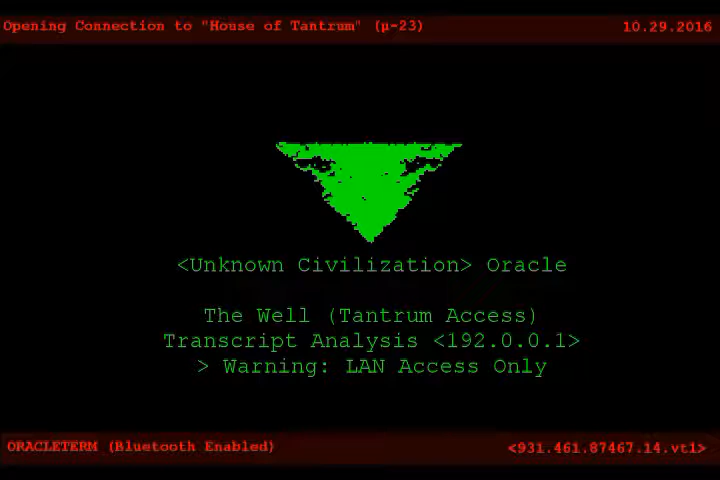 Opening Connection to "House of Tantrum" (µ-23)
10.29.2016
<Unknown Civilization> Oracle
The Well (Tantrum Access)
Transcript Analysis <192.0.0.1>
> Warning: LAN Access Only
ORACLETERM (Bluetooth Enabled)
<931.461.87467.14.vt1>